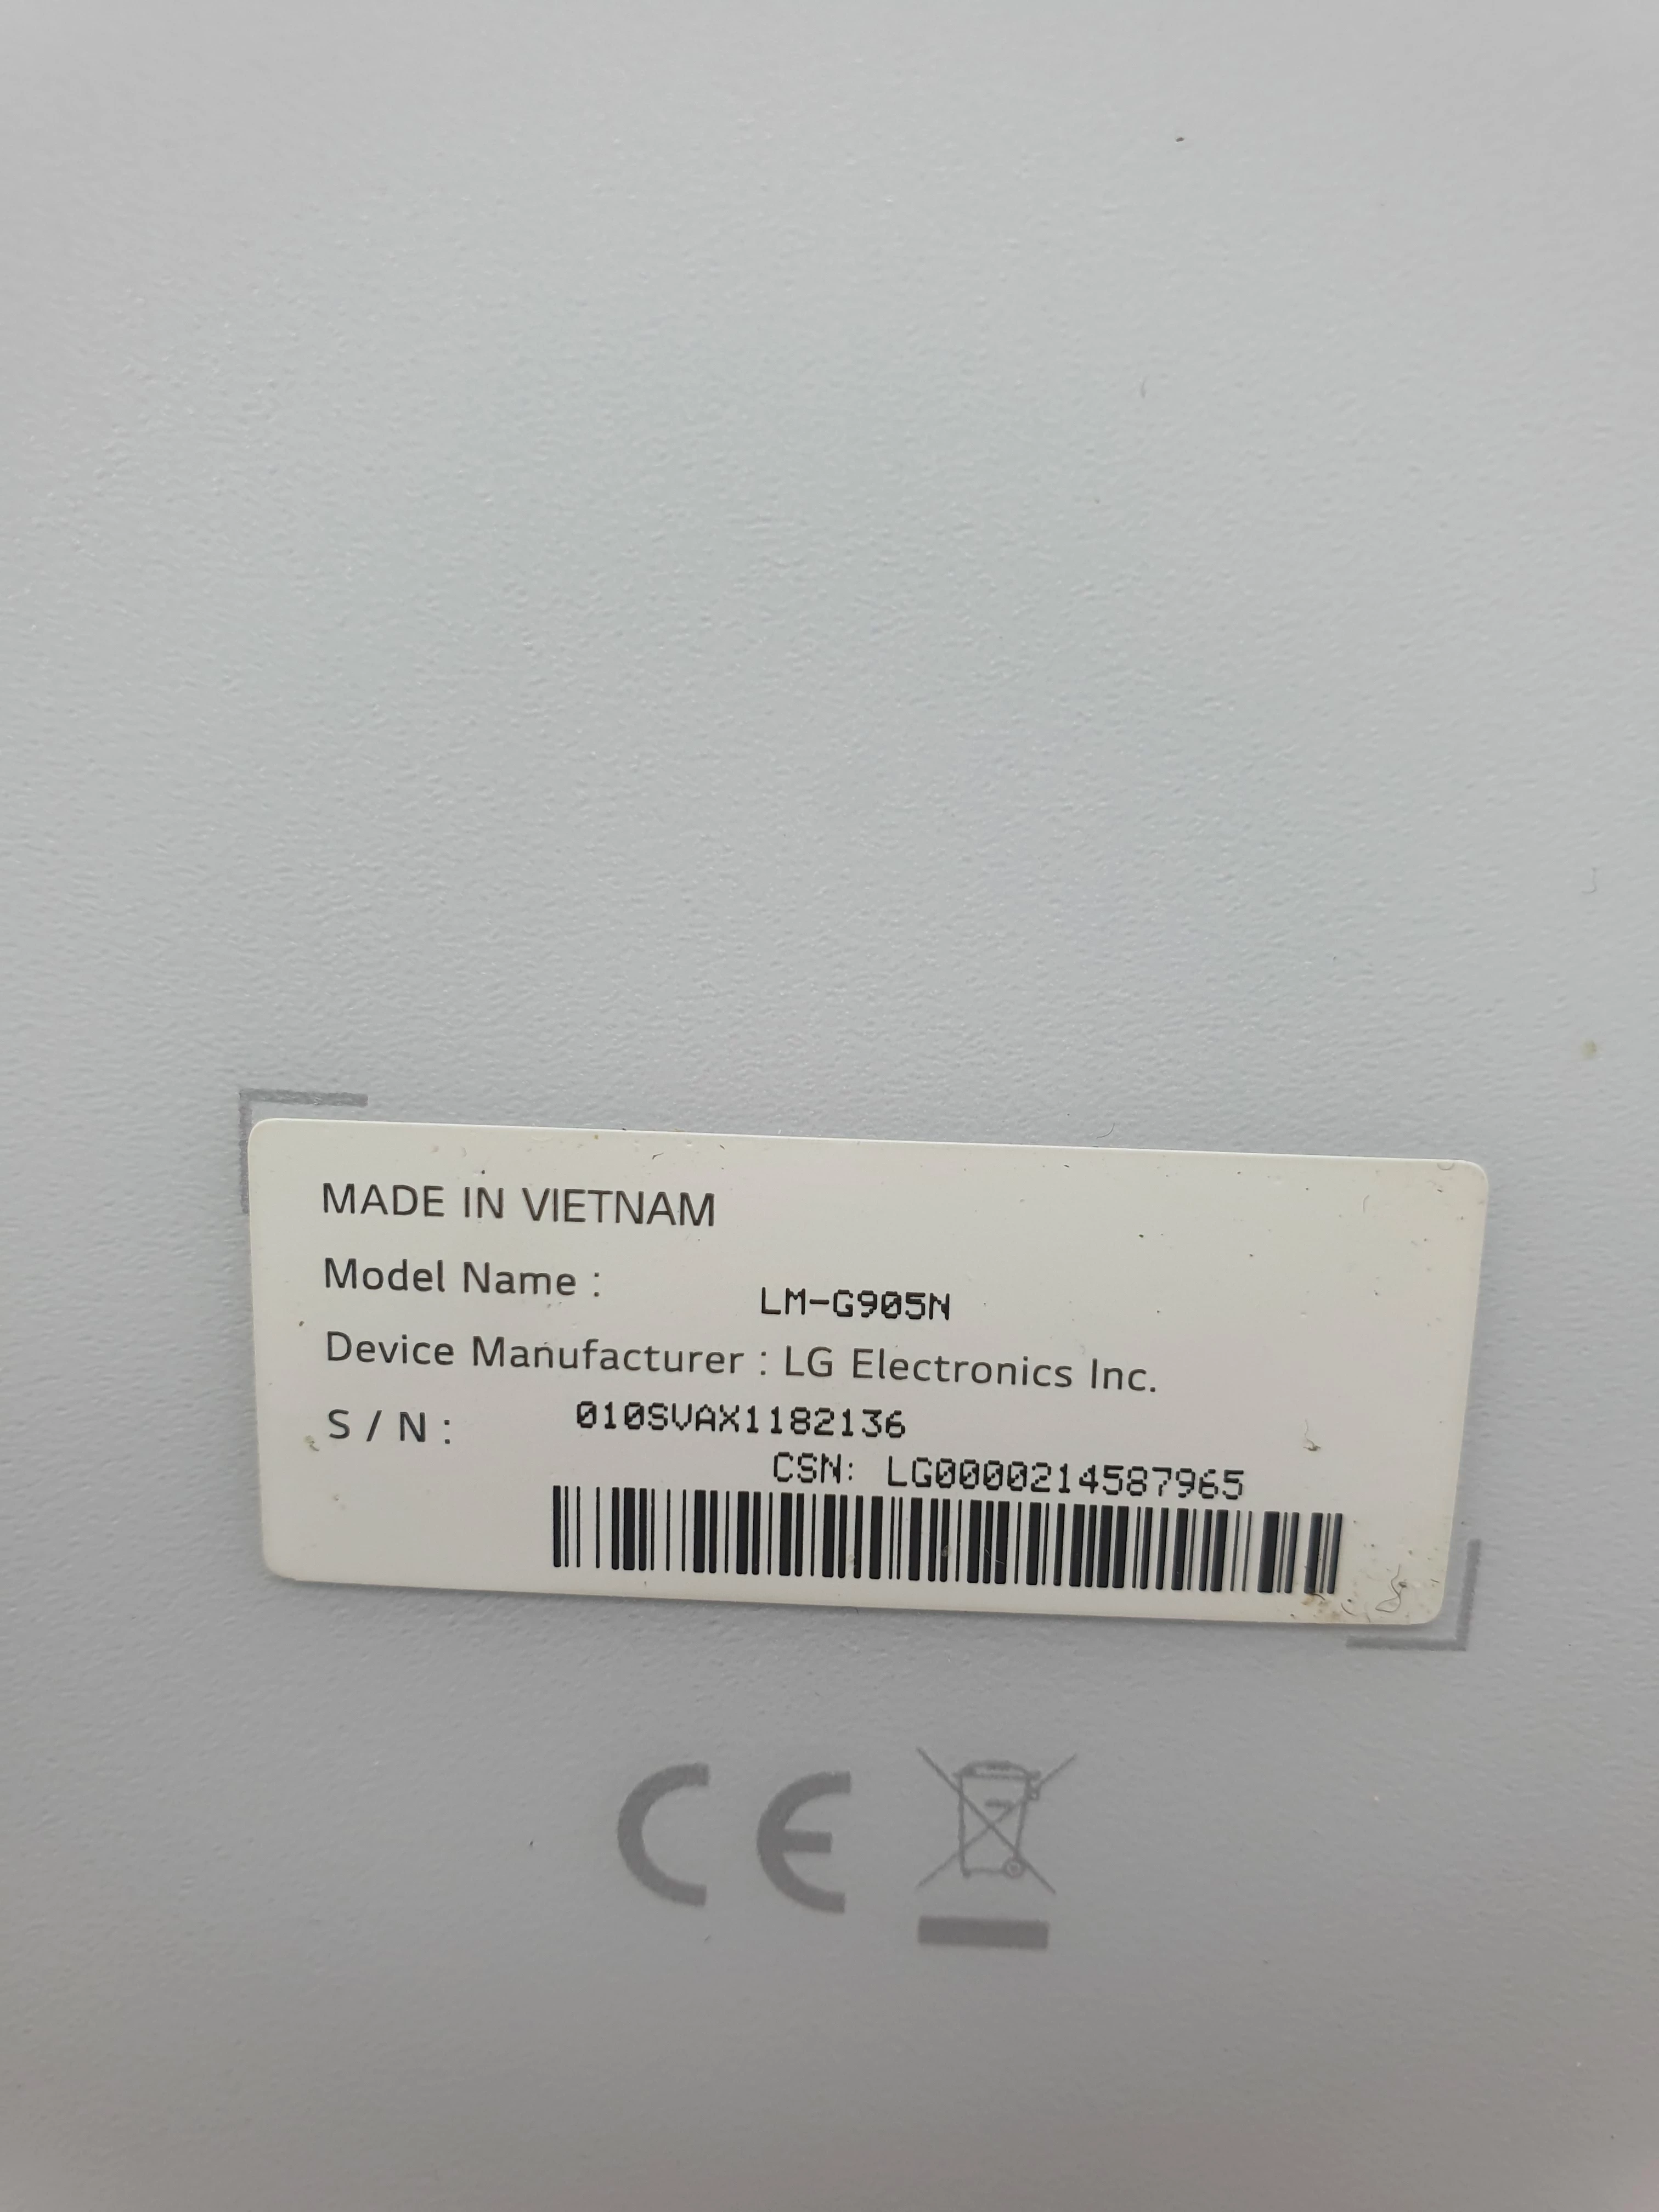 MADE IN VIETNAM
Model Name : LM-G905N
Device Manufacturer : LG Electronics Inc.
S / N : 010SVAX1182136
CSN: LG0000214587965
CE